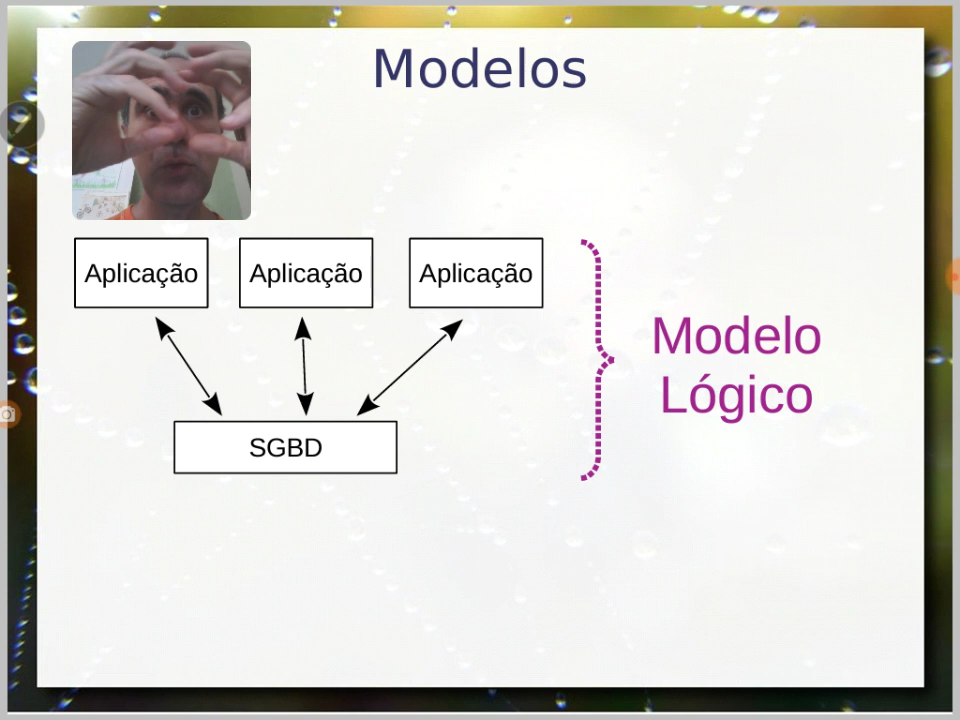 Modelos
Aplicação
Aplicação
Aplicação
Modelo
Lógico
SGBD